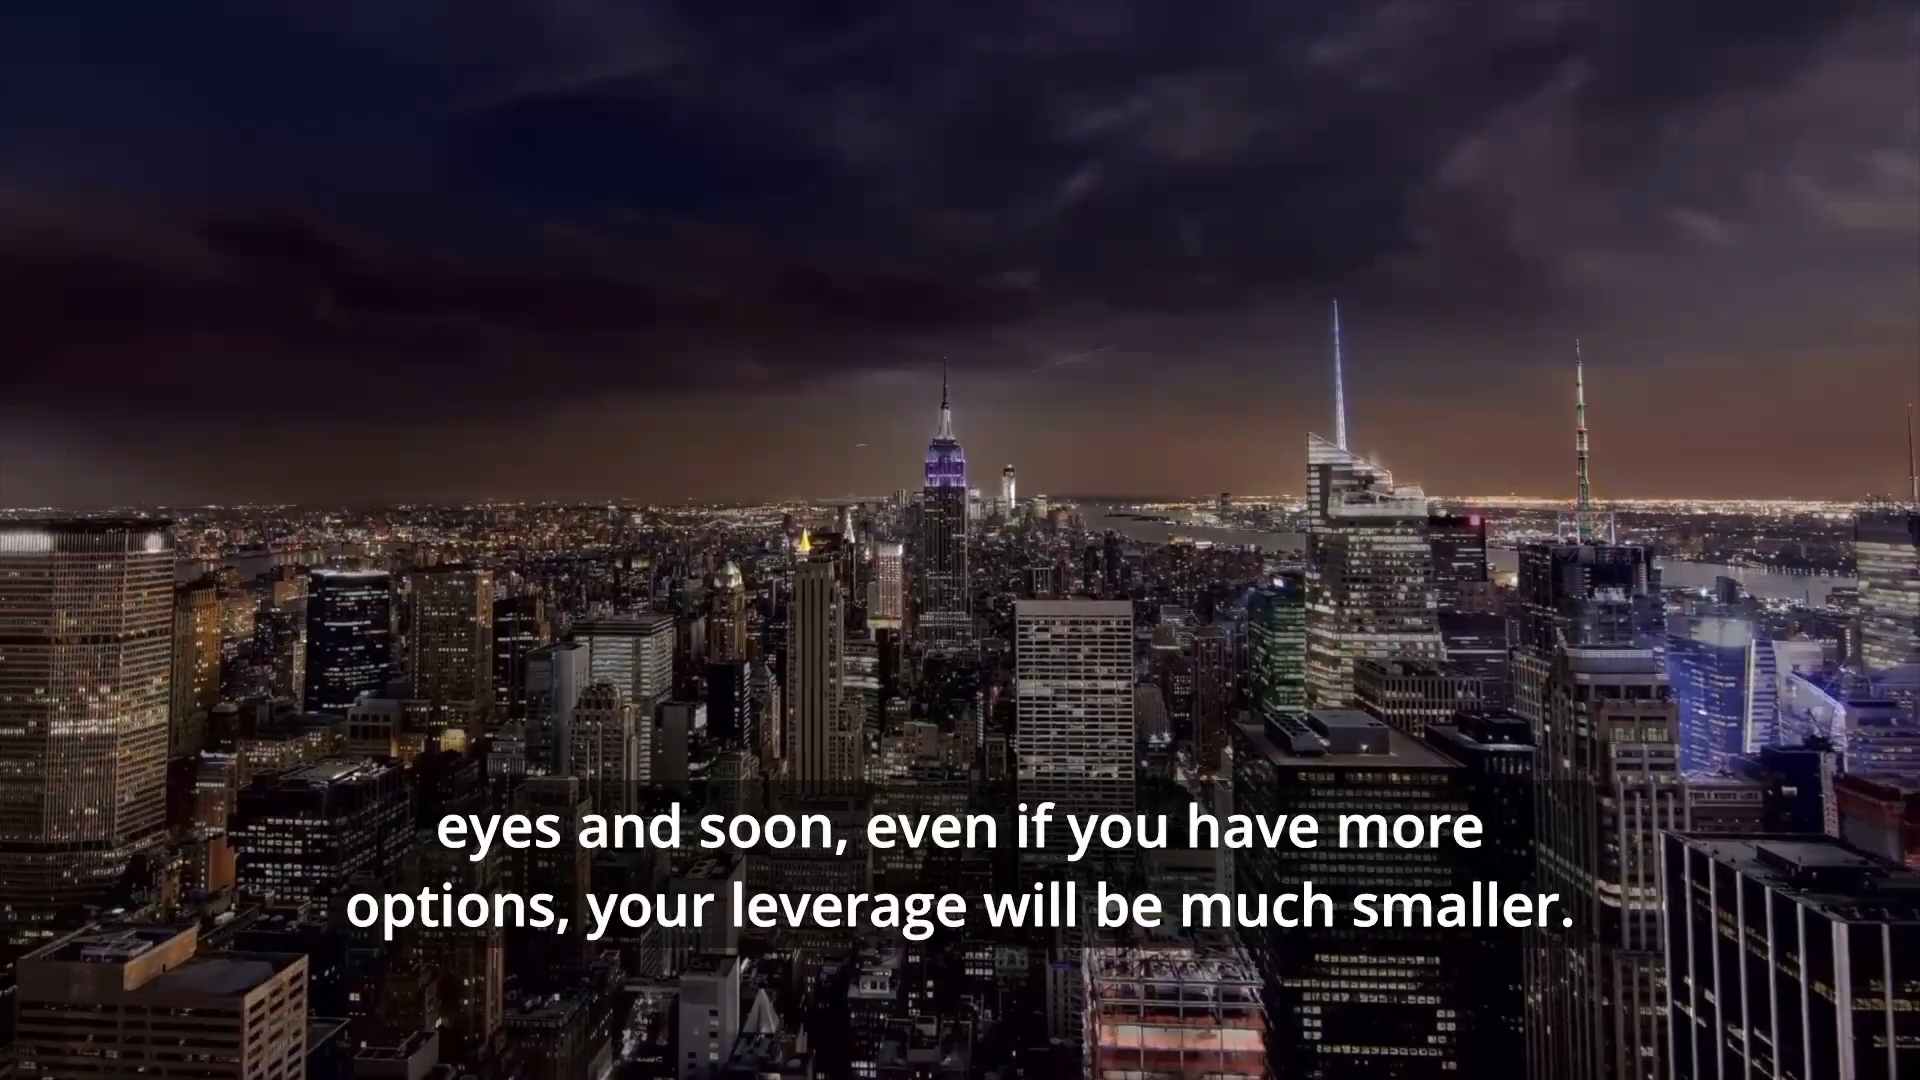 eyes and soon, even if you have more
options, your leverage will be much smaller.